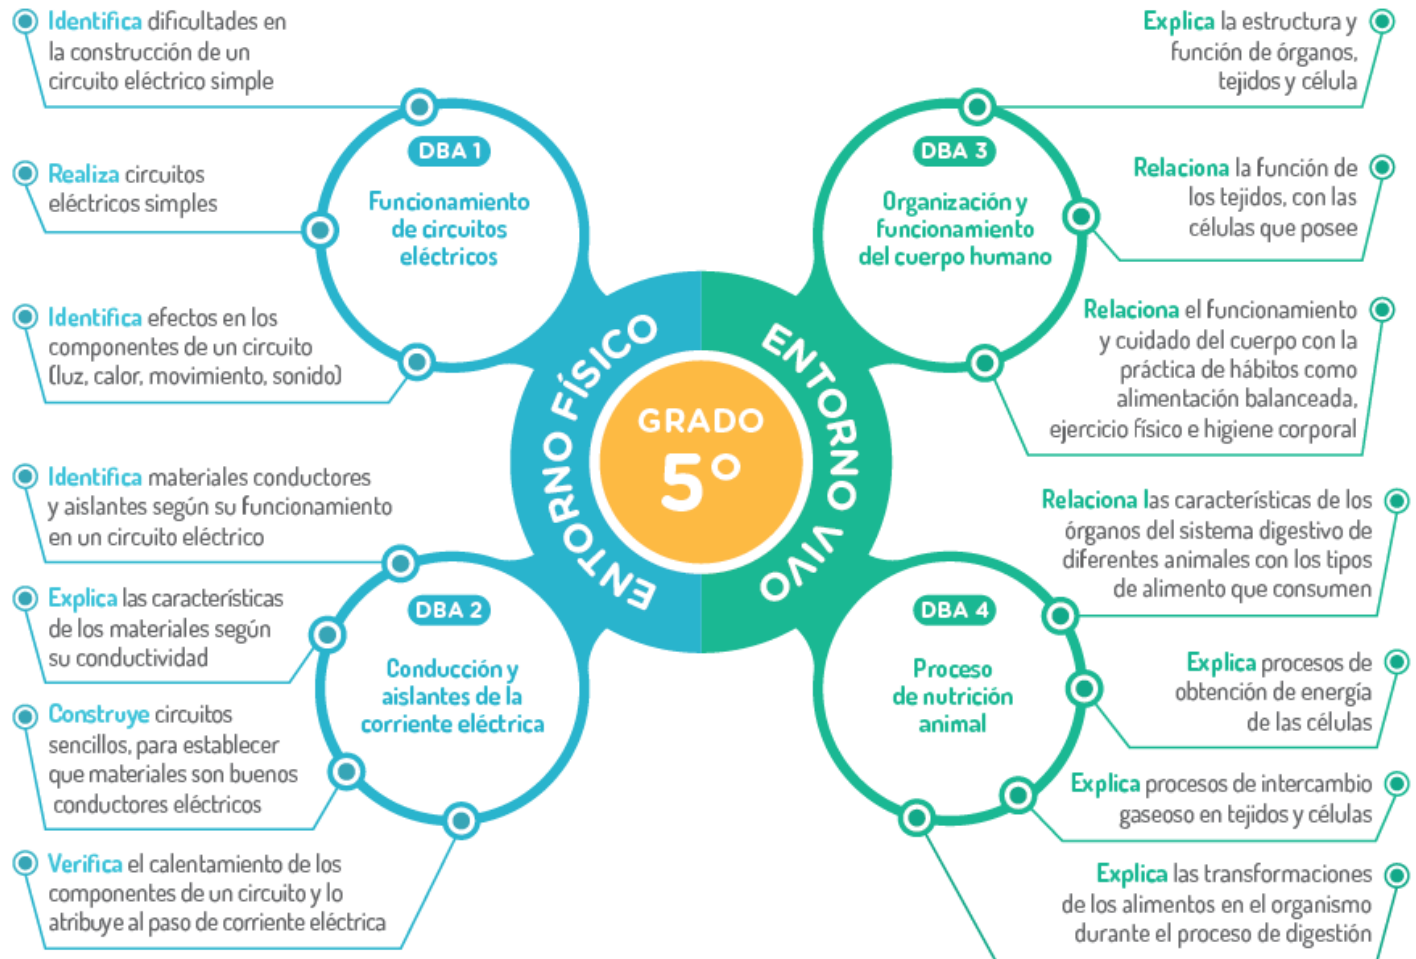 Identifica dificultades en
la construcción de un
circuito eléctrico simple
Realiza circuitos
eléctricos simples
Identifica efectos en los
componentes de un circuito
(luz, calor, movimiento, sonido)
DBA 1
Funcionamiento
de circuitos
eléctricos
Identifica materiales conductores
y aislantes según su funcionamiento
en un circuito eléctrico
Explica las características
de los materiales según
su conductividad
Construye circuitos
sencillos, para establecer
que materiales son buenos
conductores eléctricos
Verifica el calentamiento de los
componentes de un circuito y lo
atribuye al paso de corriente eléctrica
DBA 2
Conducción y
aislantes de la
corriente eléctrica
ENTORNO FÍSICO
GRADO
5°
ENTORNO VIVO
DBA 3
Organización y
funcionamiento
del cuerpo humano
Explica la estructura y
función de órganos,
tejidos y célula
Relaciona la función de
los tejidos, con las
células que posee
Relaciona el funcionamiento
y cuidado del cuerpo con la
práctica de hábitos como
alimentación balanceada,
ejercicio físico e higiene corporal
DBA 4
Proceso
de nutrición
animal
Relaciona las características de los
órganos del sistema digestivo de
diferentes animales con los tipos
de alimento que consumen
Explica procesos de
obtención de energía
de las células
Explica procesos de intercambio
gaseoso en tejidos y células
Explica las transformaciones
de los alimentos en el organismo
durante el proceso de digestión